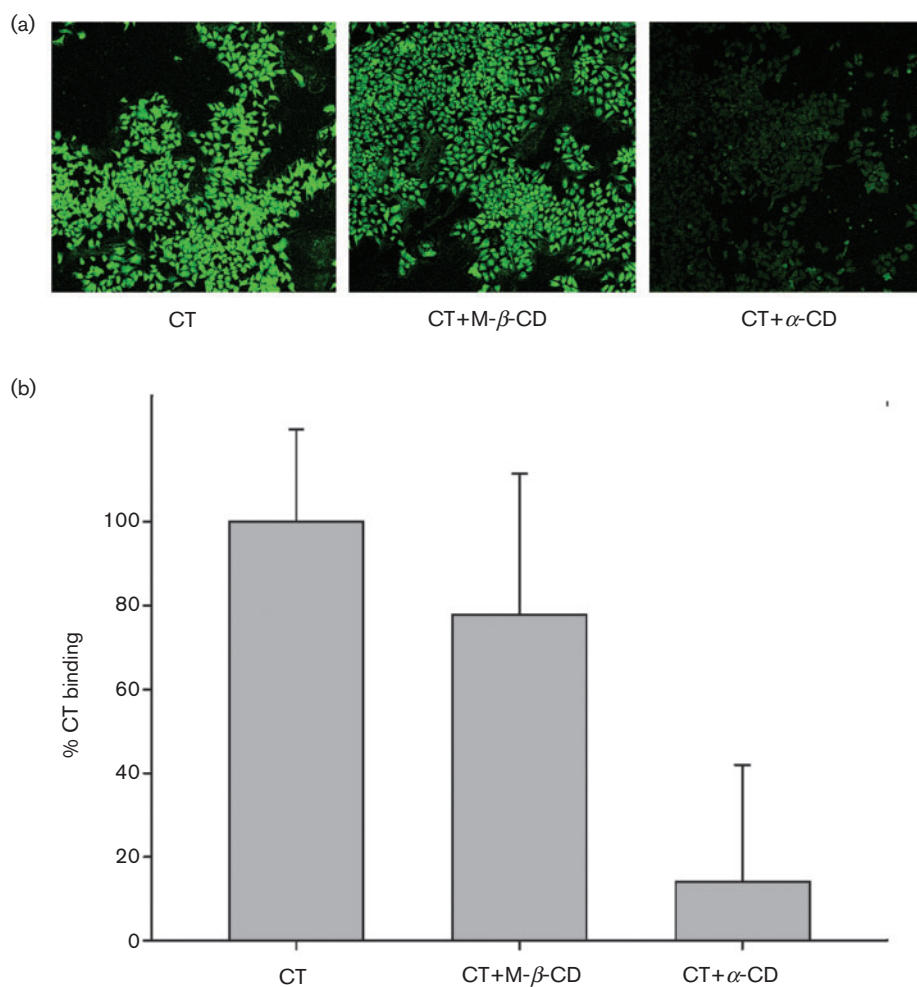 (a)
CT CT+M-β-CD CT+α-CD
(b)
% CT binding
100
80
60
40
20
0
CT CT+M-β-CD CT+α-CD